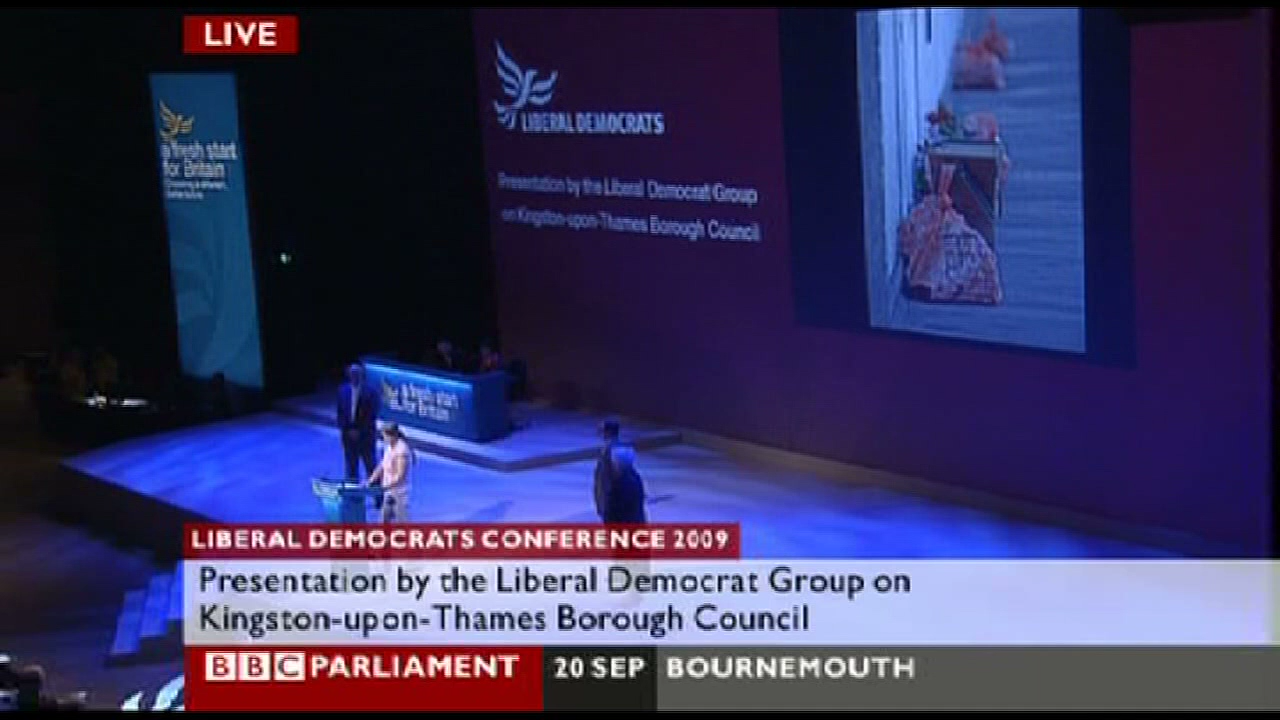 LIVE
LIBERAL DEMOCRATS
a fresh start
for Britain
Presentation by the Liberal Democrat Group
on Kingston-upon-Thames Borough Council
a fresh start
for Britain
LIBERAL DEMOCRATS CONFERENCE 2009
Presentation by the Liberal Democrat Group on
Kingston-upon-Thames Borough Council
BBC PARLIAMENT 20 SEP BOURNEMOUTH